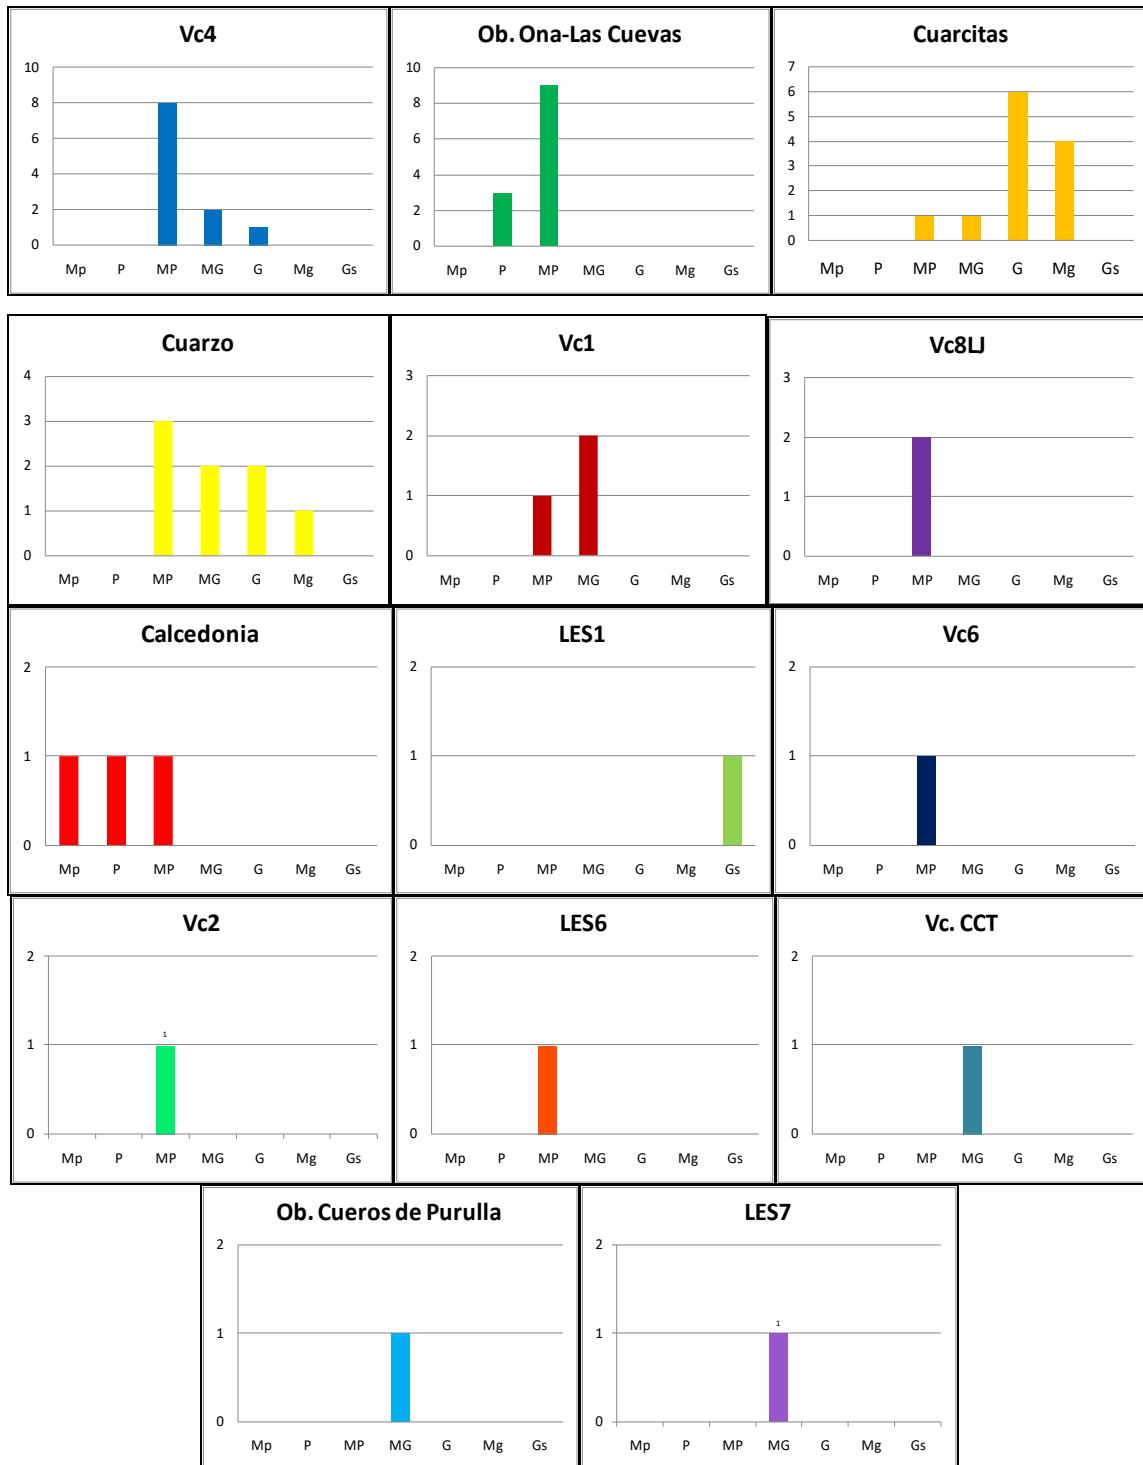 Vc4
10
8
6
4
2
0
Mp P MP MG G Mg Gs
Ob. Ona-Las Cuevas
10
8
6
4
2
0
Mp P MP MG G Mg Gs
Cuarcitas
7
6
5
4
3
2
1
0
Mp P MP MG G Mg Gs
Cuarzo
4
3
2
1
0
Mp P MP MG G Mg Gs
Vc1
3
2
1
0
Mp P MP MG G Mg Gs
Vc8LJ
3
2
1
0
Mp P MP MG G Mg Gs
Calcedonia
2
1
0
Mp P MP MG G Mg Gs
LES1
2
1
0
Mp P MP MG G Mg Gs
Vc6
2
1
0
Mp P MP MG G Mg Gs
Vc2
2
1
1
0
Mp P MP MG G Mg Gs
LES6
2
1
0
Mp P MP MG G Mg Gs
Vc. CCT
2
1
0
Mp P MP MG G Mg Gs
Ob. Cueros de Purulla
2
1
0
Mp P MP MG G Mg Gs
LES7
2
1
1
0
Mp P MP MG G Mg Gs